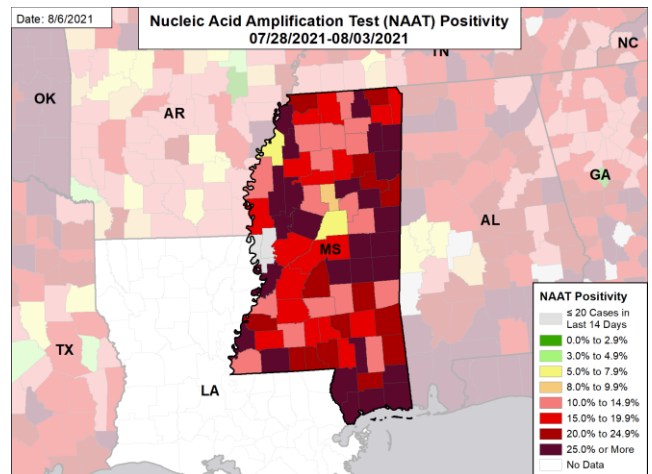 Date: 8/6/2021
Nucleic Acid Amplification Test (NAAT) Positivity
07/28/2021-08/03/2021
TN
NC
OK
AR
GA
AL
MS
TX
LA
NAAT Positivity
≤ 20 Cases in
Last 14 Days
0.0% to 2.9%
3.0% to 4.9%
5.0% to 7.9%
8.0% to 9.9%
10.0% to 14.9%
15.0% to 19.9%
20.0% to 24.9%
25.0% or More
No Data